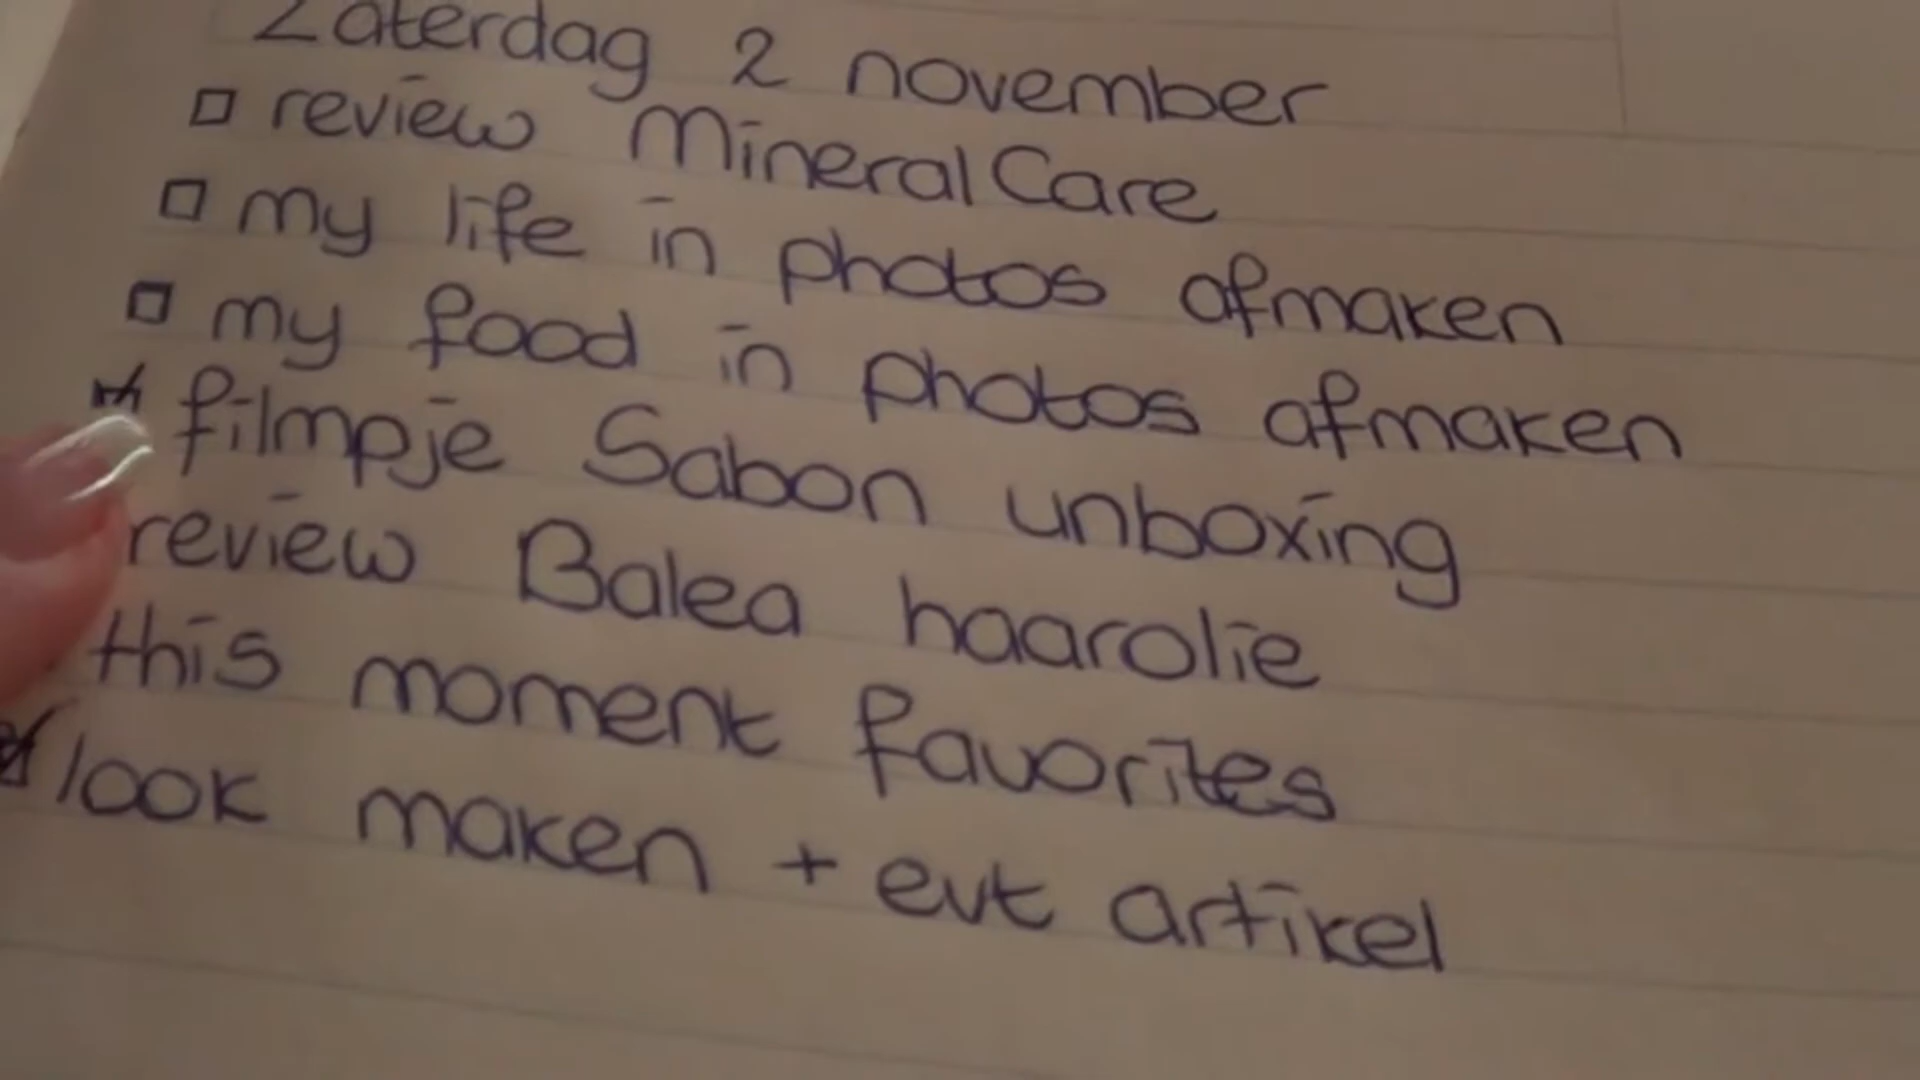 Zaterdag 2 november
□ review Mineral Care
□ my life in photos afmaken
□ my food in photos afmaken
☑ filmpje Sabon unboxing
review Balea haarolie
this moment favorites
☑ look maken + evt artikel